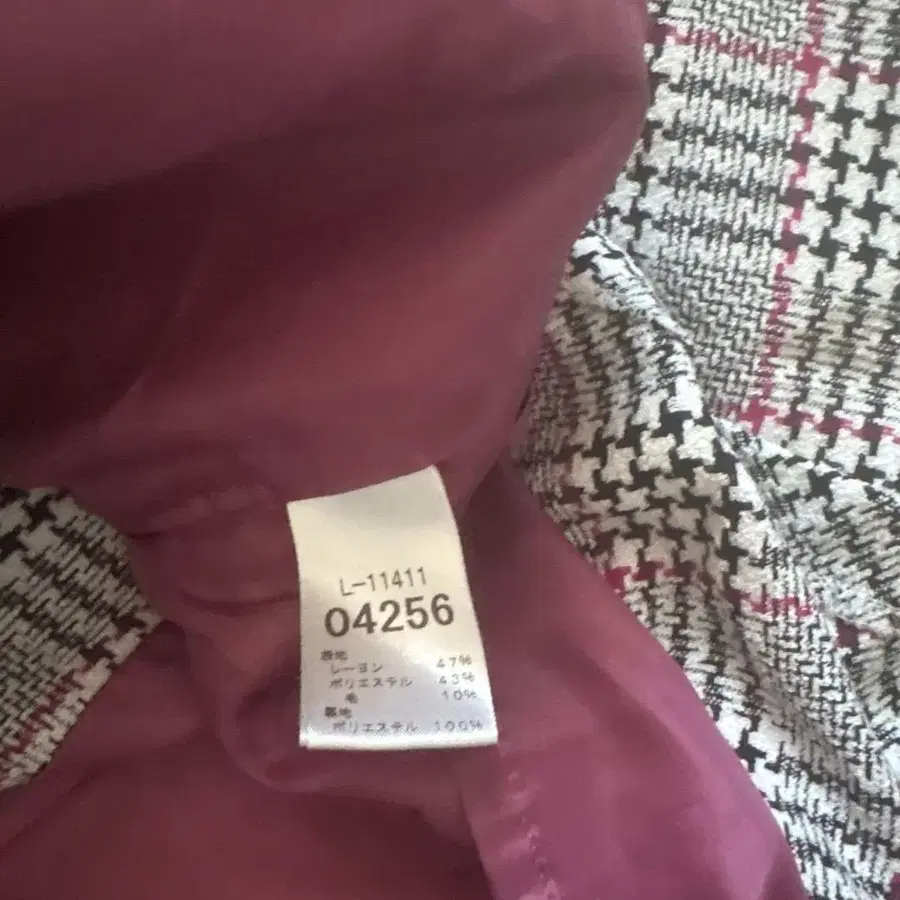 L-11411
04256
表地
レーヨン 47%
ポリエステル 43%
毛 10%
裏地
ポリエステル 100%